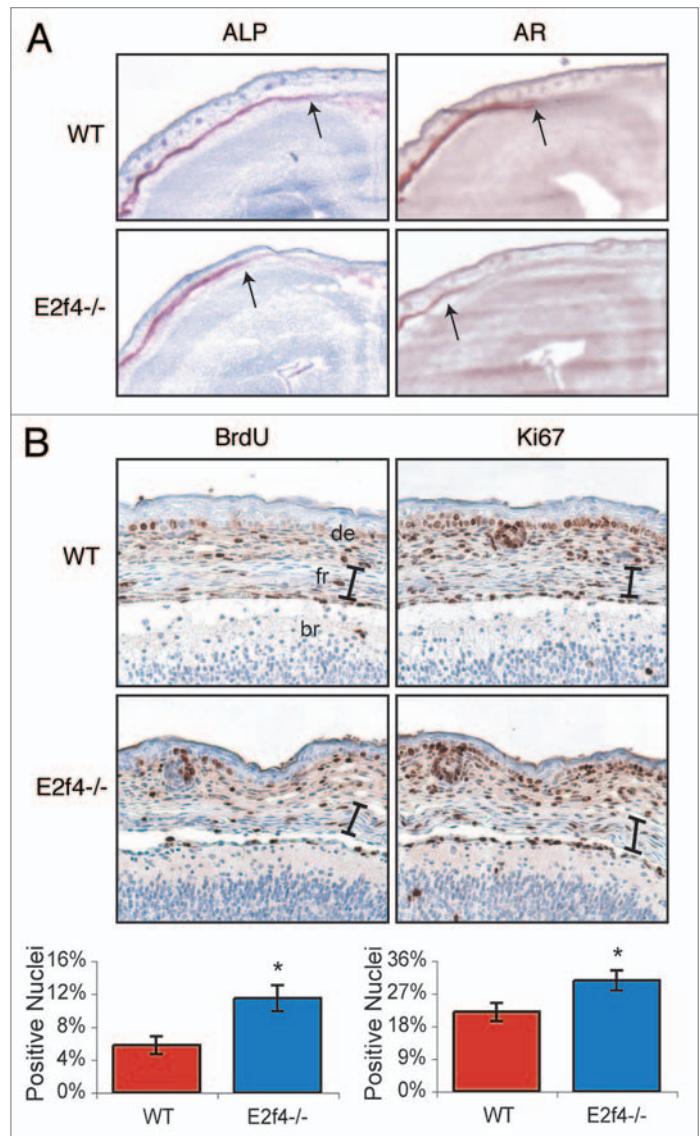 A
ALP AR
WT
E2f4-/-
B
BrdU Ki67
WT
de
fr
br
E2f4-/-
Positive Nuclei
16%
12%
8%
4%
0%
*
WT E2f4-/-
Positive Nuclei
36%
27%
18%
9%
0%
*
WT E2f4-/-